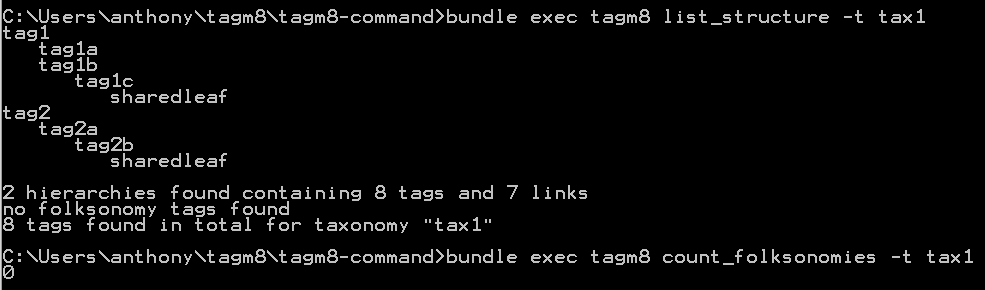 C:\Users\anthony\tagm8\tagm8-command>bundle exec tagm8 list_structure -t tax1
tag1
   tag1a
   tag1b
      tag1c
         sharedleaf
tag2
   tag2a
      tag2b
         sharedleaf
2 hierarchies found containing 8 tags and 7 links
no folksonomy tags found
8 tags found in total for taxonomy "tax1"
C:\Users\anthony\tagm8\tagm8-command>bundle exec tagm8 count_folksonomies -t tax1
0